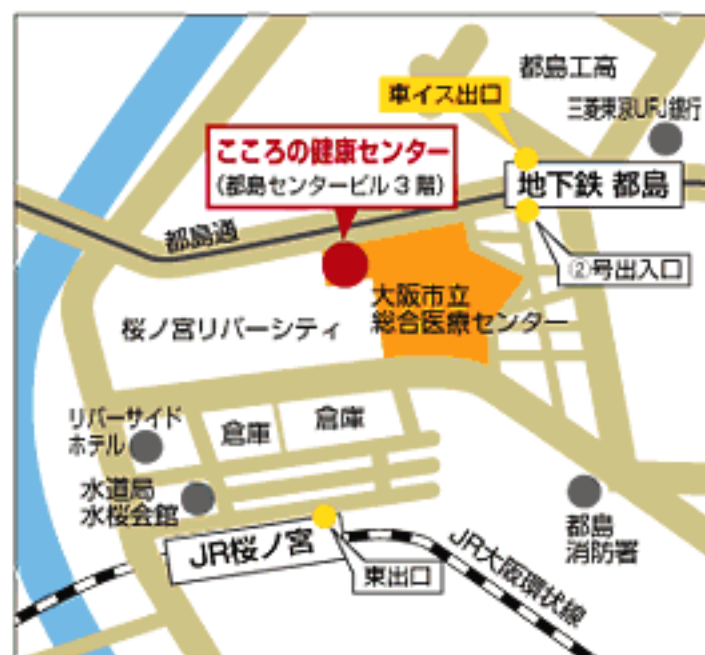 都島工高
車イス出口
三菱東京UFJ銀行
こころの健康センター
(都島センタービル3階)
地下鉄 都島
都島通
②号出入口
大阪市立
総合医療センター
桜ノ宮リバーシティ
リバーサイド
ホテル
倉庫
倉庫
水道局
水桜会館
都島
消防署
JR桜ノ宮
JR大阪環状線
東出口